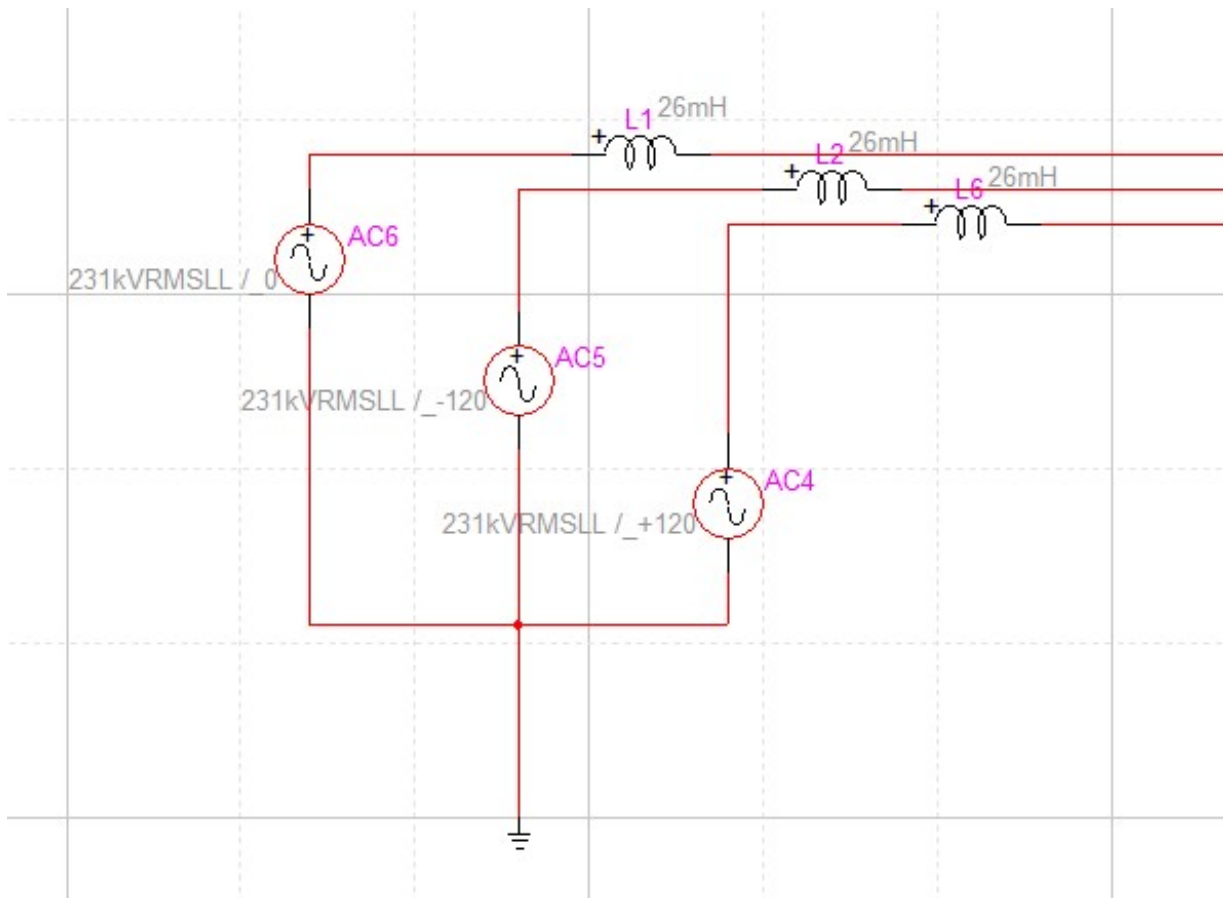 L1 26mH
L2 26mH
L6 26mH
+
+
+
+ AC6
231kVRMSLL /_0
+ AC5
231kVRMSLL /_-120
+ AC4
231kVRMSLL /_+120